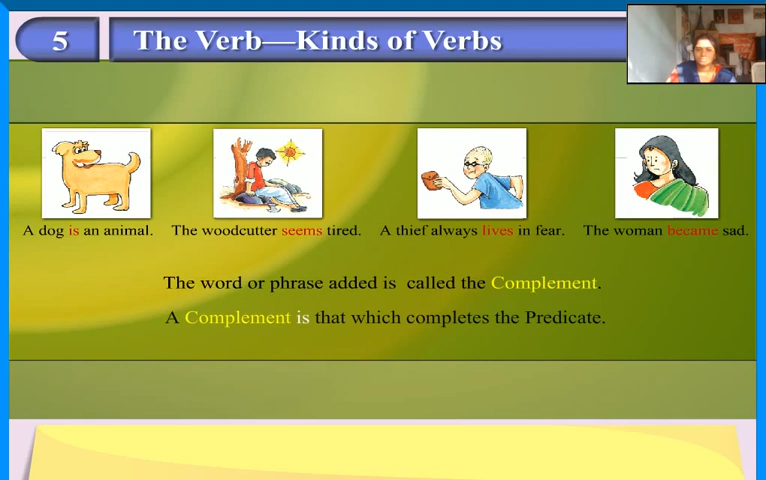 5 The Verb—Kinds of Verbs
A dog is an animal. The woodcutter seems tired. A thief always lives in fear. The woman became sad.
The word or phrase added is called the Complement.
A Complement is that which completes the Predicate.